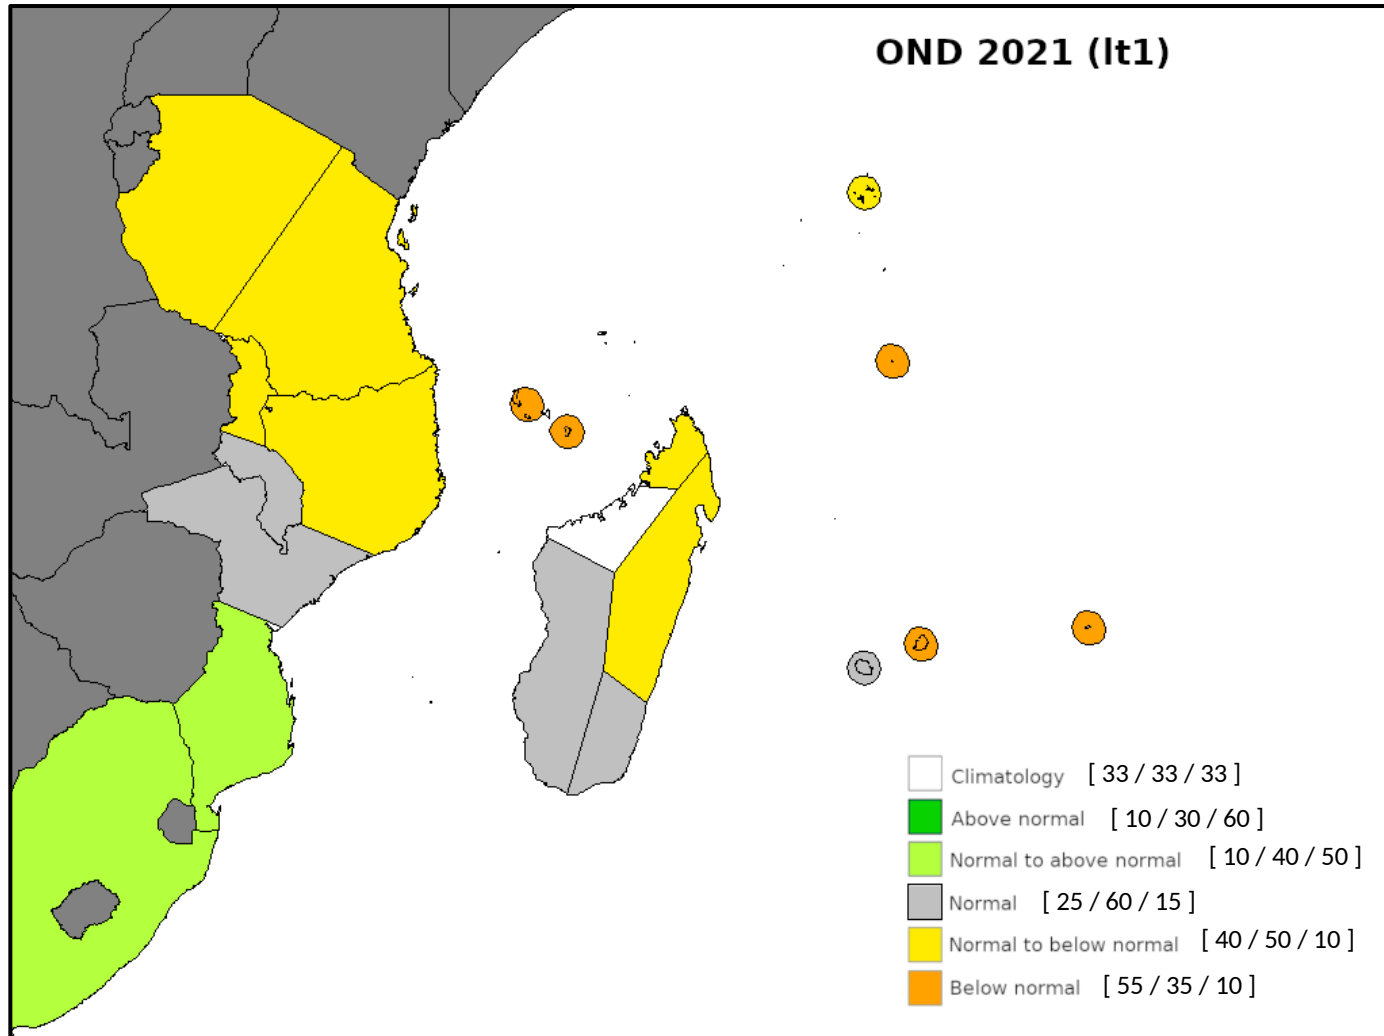 OND 2021 (lt1)
Climatology [ 33 / 33 / 33 ]
Above normal [ 10 / 30 / 60 ]
Normal to above normal [ 10 / 40 / 50 ]
Normal [ 25 / 60 / 15 ]
Normal to below normal [ 40 / 50 / 10 ]
Below normal [ 55 / 35 / 10 ]